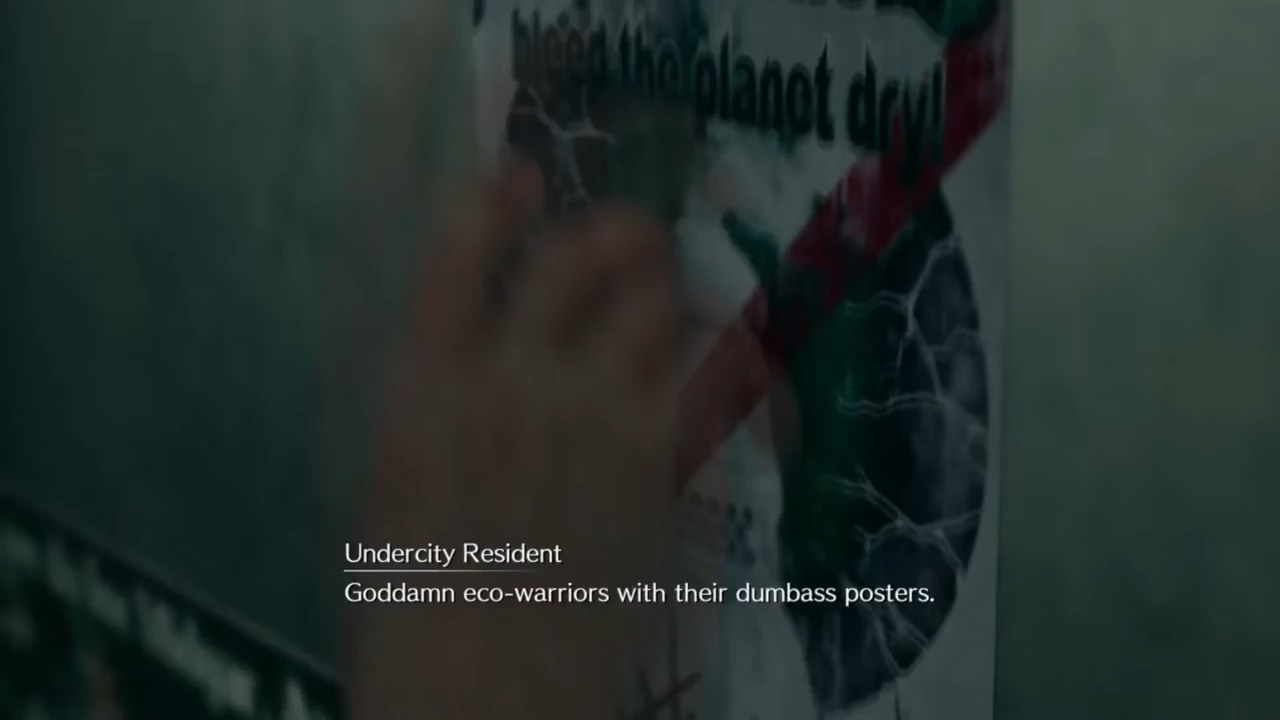 bleed the planet dry!
Undercity Resident
Goddamn eco-warriors with their dumbass posters.